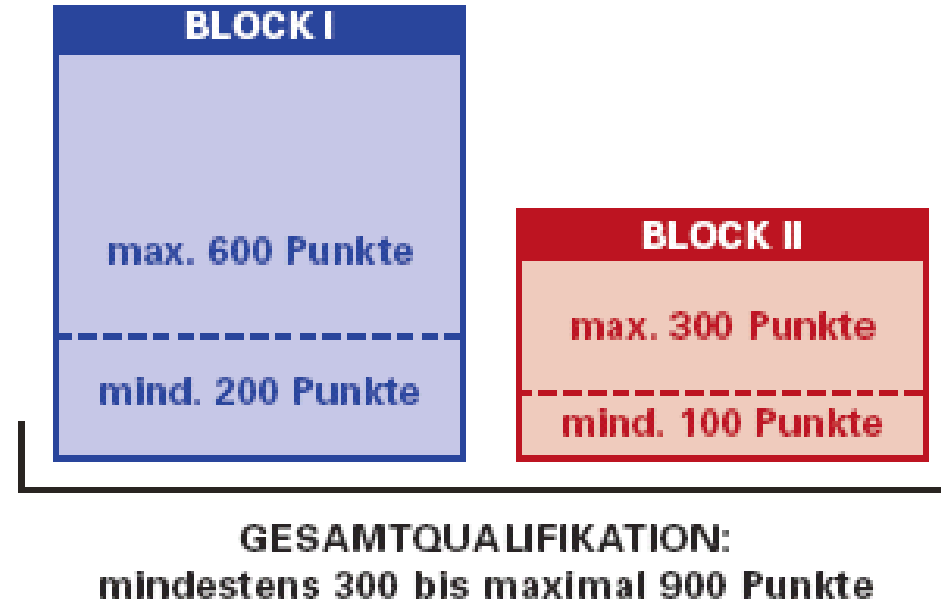 BLOCK I
max. 600 Punkte
mind. 200 Punkte
BLOCK II
max. 300 Punkte
mind. 100 Punkte
GESAMTQUALIFIKATION:
mindestens 300 bis maximal 900 Punkte